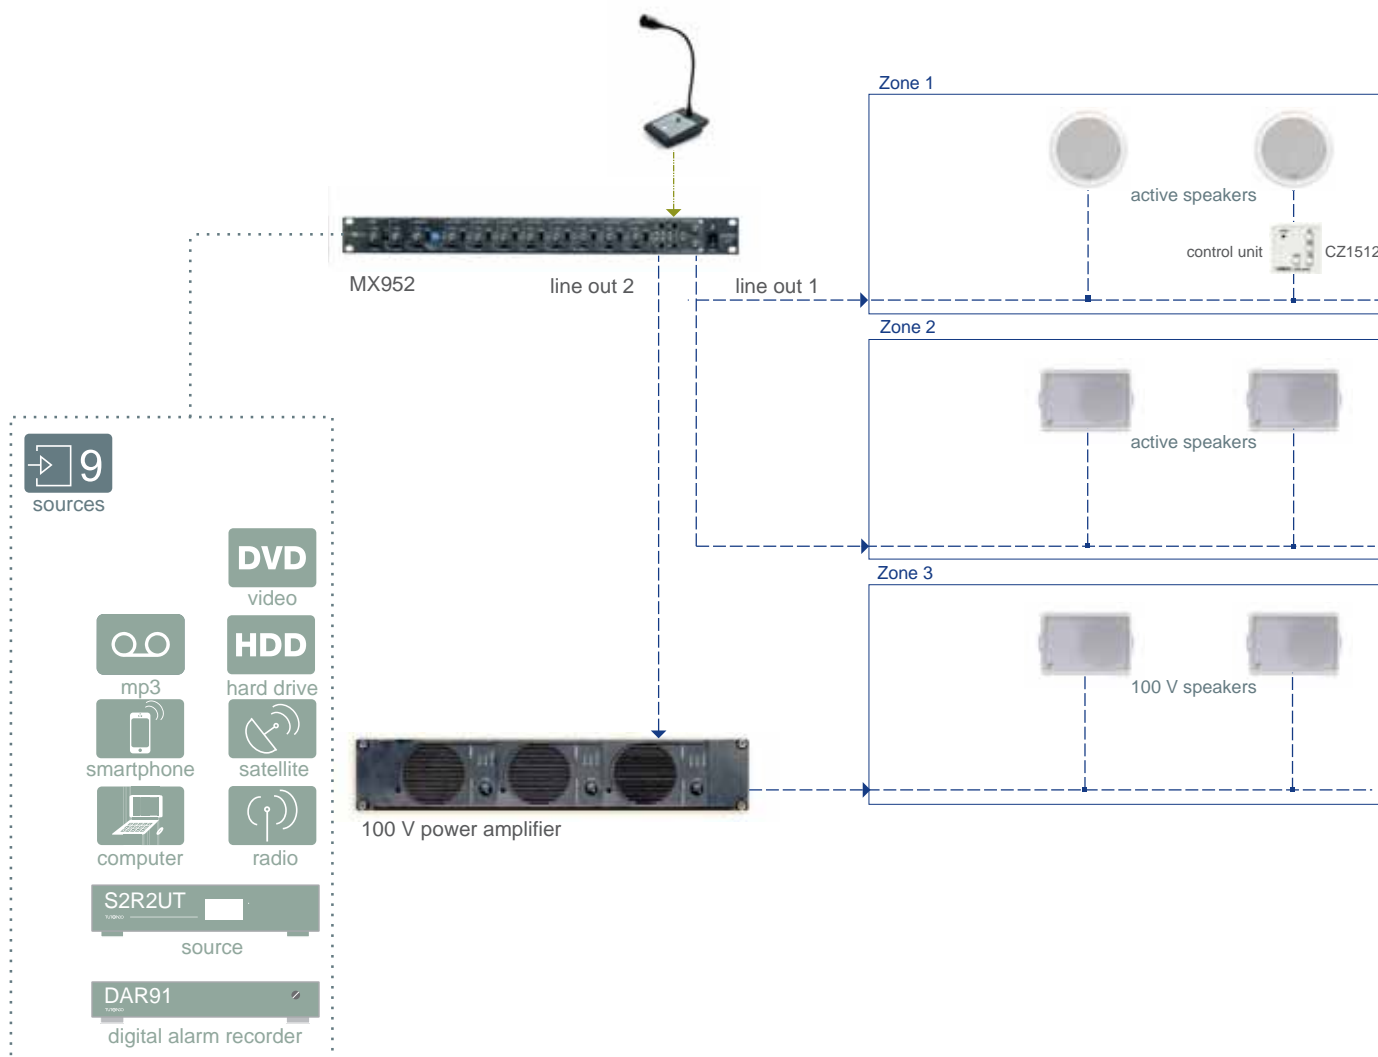 Zone 1
active speakers
control unit
CZ1512
MX952
line out 2
line out 1
Zone 2
active speakers
9
sources
DVD
video
HDD
mp3
hard drive
smartphone
satellite
computer
radio
Zone 3
100 V speakers
100 V power amplifier
S2R2UT
source
DAR91
digital alarm recorder